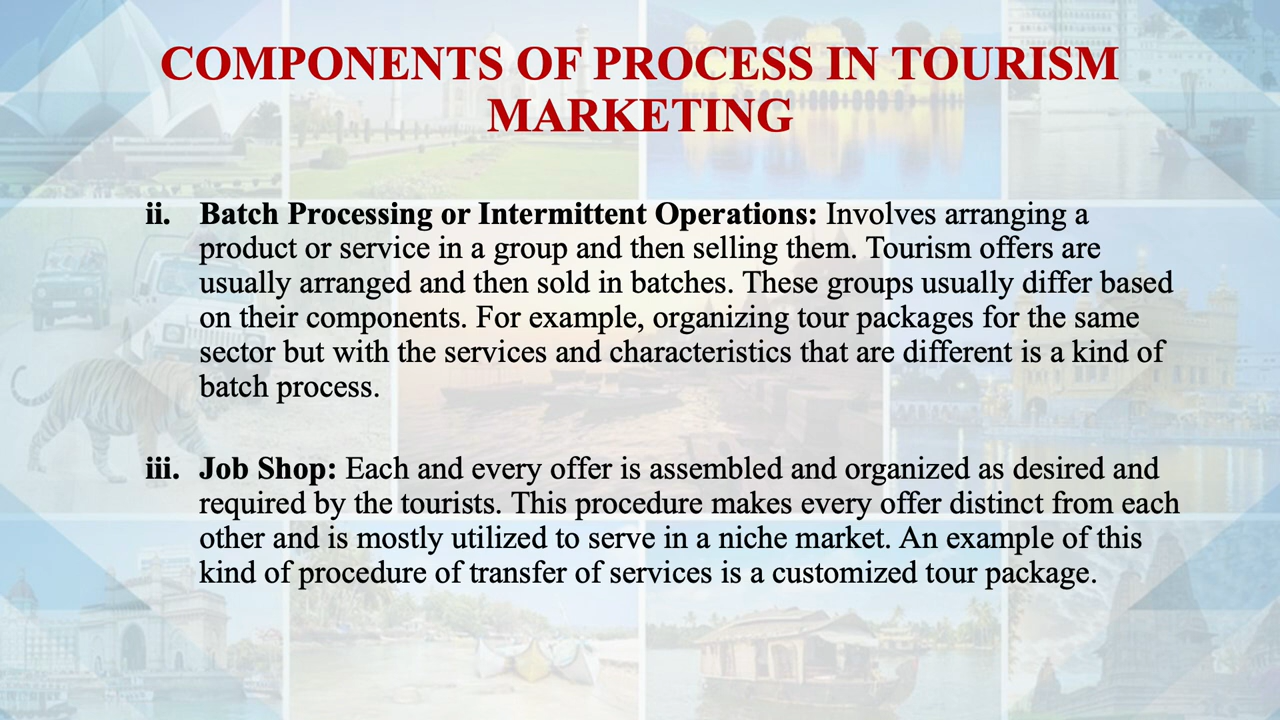 COMPONENTS OF PROCESS IN TOURISM
MARKETING
ii. Batch Processing or Intermittent Operations: Involves arranging a
product or service in a group and then selling them. Tourism offers are
usually arranged and then sold in batches. These groups usually differ based
on their components. For example, organizing tour packages for the same
sector but with the services and characteristics that are different is a kind of
batch process.
iii. Job Shop: Each and every offer is assembled and organized as desired and
required by the tourists. This procedure makes every offer distinct from each
other and is mostly utilized to serve in a niche market. An example of this
kind of procedure of transfer of services is a customized tour package.